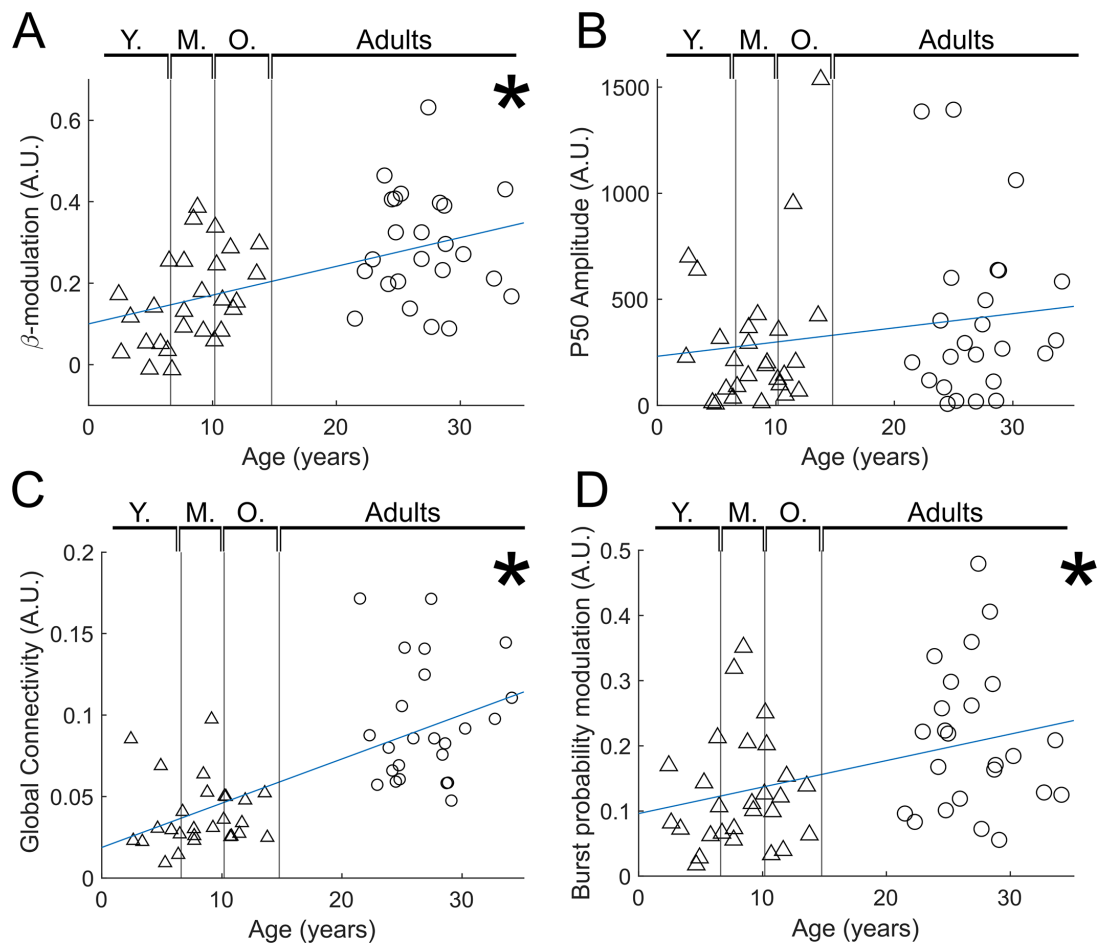 A
Y. M. O. Adults
*
β-modulation (A.U.)
0.6
0.4
0.2
0
0 10 20 30
Age (years)
B
Y. M. O. Adults
P50 Amplitude (A.U.)
1500
1000
500
0
0 10 20 30
Age (years)
C
Y. M. O. Adults
*
Global Connectivity (A.U.)
0.2
0.15
0.1
0.05
0
0 10 20 30
Age (years)
D
Y. M. O. Adults
*
Burst probability modulation (A.U.)
0.5
0.4
0.3
0.2
0.1
0
0 10 20 30
Age (years)